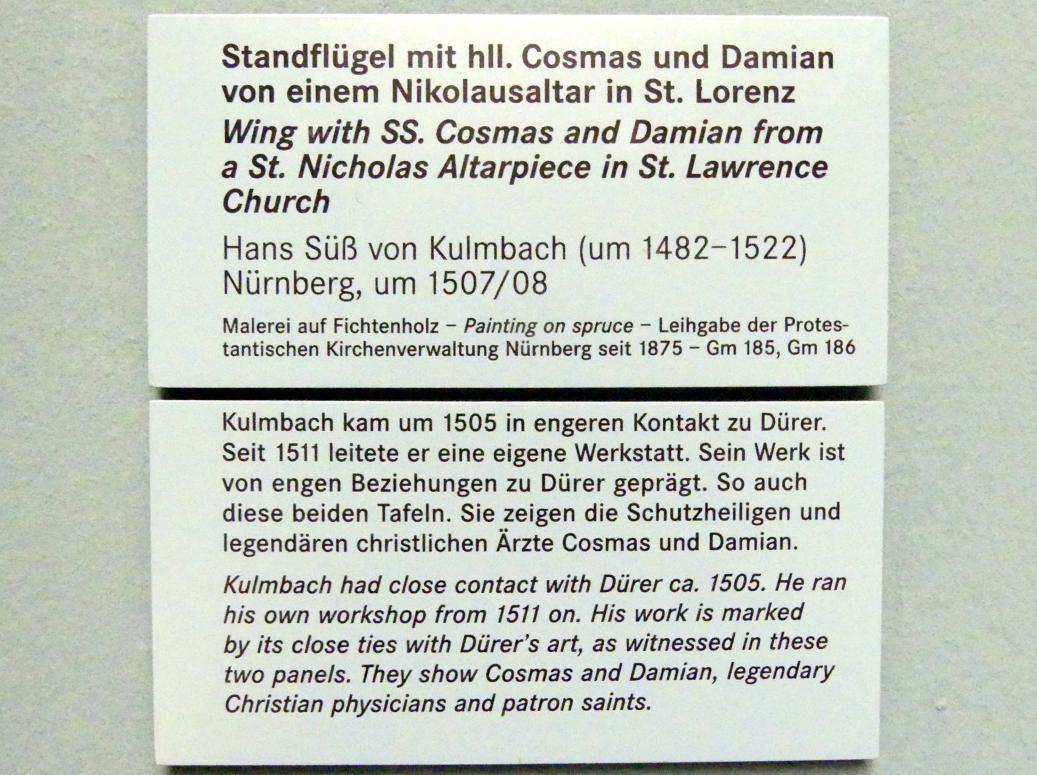 Standflügel mit hll. Cosmas und Damian
von einem Nikolausaltar in St. Lorenz
Wing with SS. Cosmas and Damian from
a St. Nicholas Altarpiece in St. Lawrence
Church
Hans Süß von Kulmbach (um 1482–1522)
Nürnberg, um 1507/08
Malerei auf Fichtenholz – Painting on spruce – Leihgabe der Protes-
tantischen Kirchenverwaltung Nürnberg seit 1875 – Gm 185, Gm 186
Kulmbach kam um 1505 in engeren Kontakt zu Dürer.
Seit 1511 leitete er eine eigene Werkstatt. Sein Werk ist
von engen Beziehungen zu Dürer geprägt. So auch
diese beiden Tafeln. Sie zeigen die Schutzheiligen und
legendären christlichen Ärzte Cosmas und Damian.
Kulmbach had close contact with Dürer ca. 1505. He ran
his own workshop from 1511 on. His work is marked
by its close ties with Dürer's art, as witnessed in these
two panels. They show Cosmas and Damian, legendary
Christian physicians and patron saints.